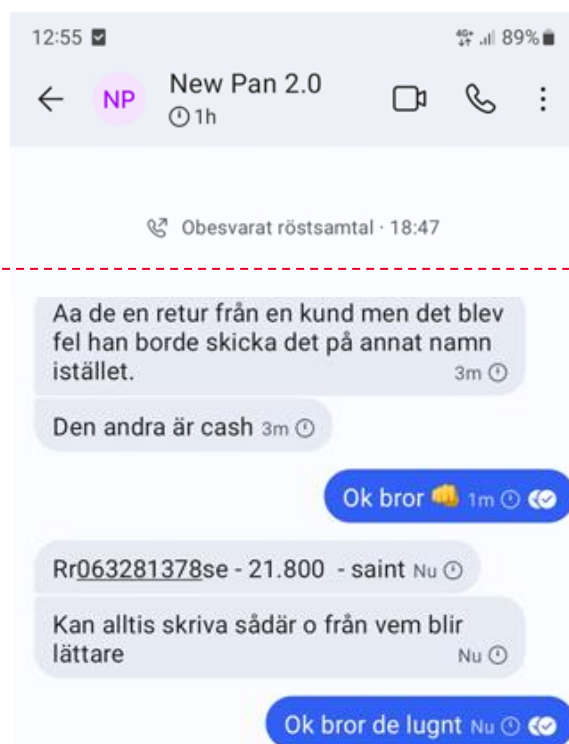 12:55
4G+ 89%
NP
New Pan 2.0
1h
Obesvarat röstsamtal · 18:47
Aa de en retur från en kund men det blev
fel han borde skicka det på annat namn
istället.
3m
Den andra är cash 3m
Ok bror 👊 1m
Rr063281378se - 21.800 - saint Nu
Kan alltis skriva sådär o från vem blir
lättare
Nu
Ok bror de lugnt Nu